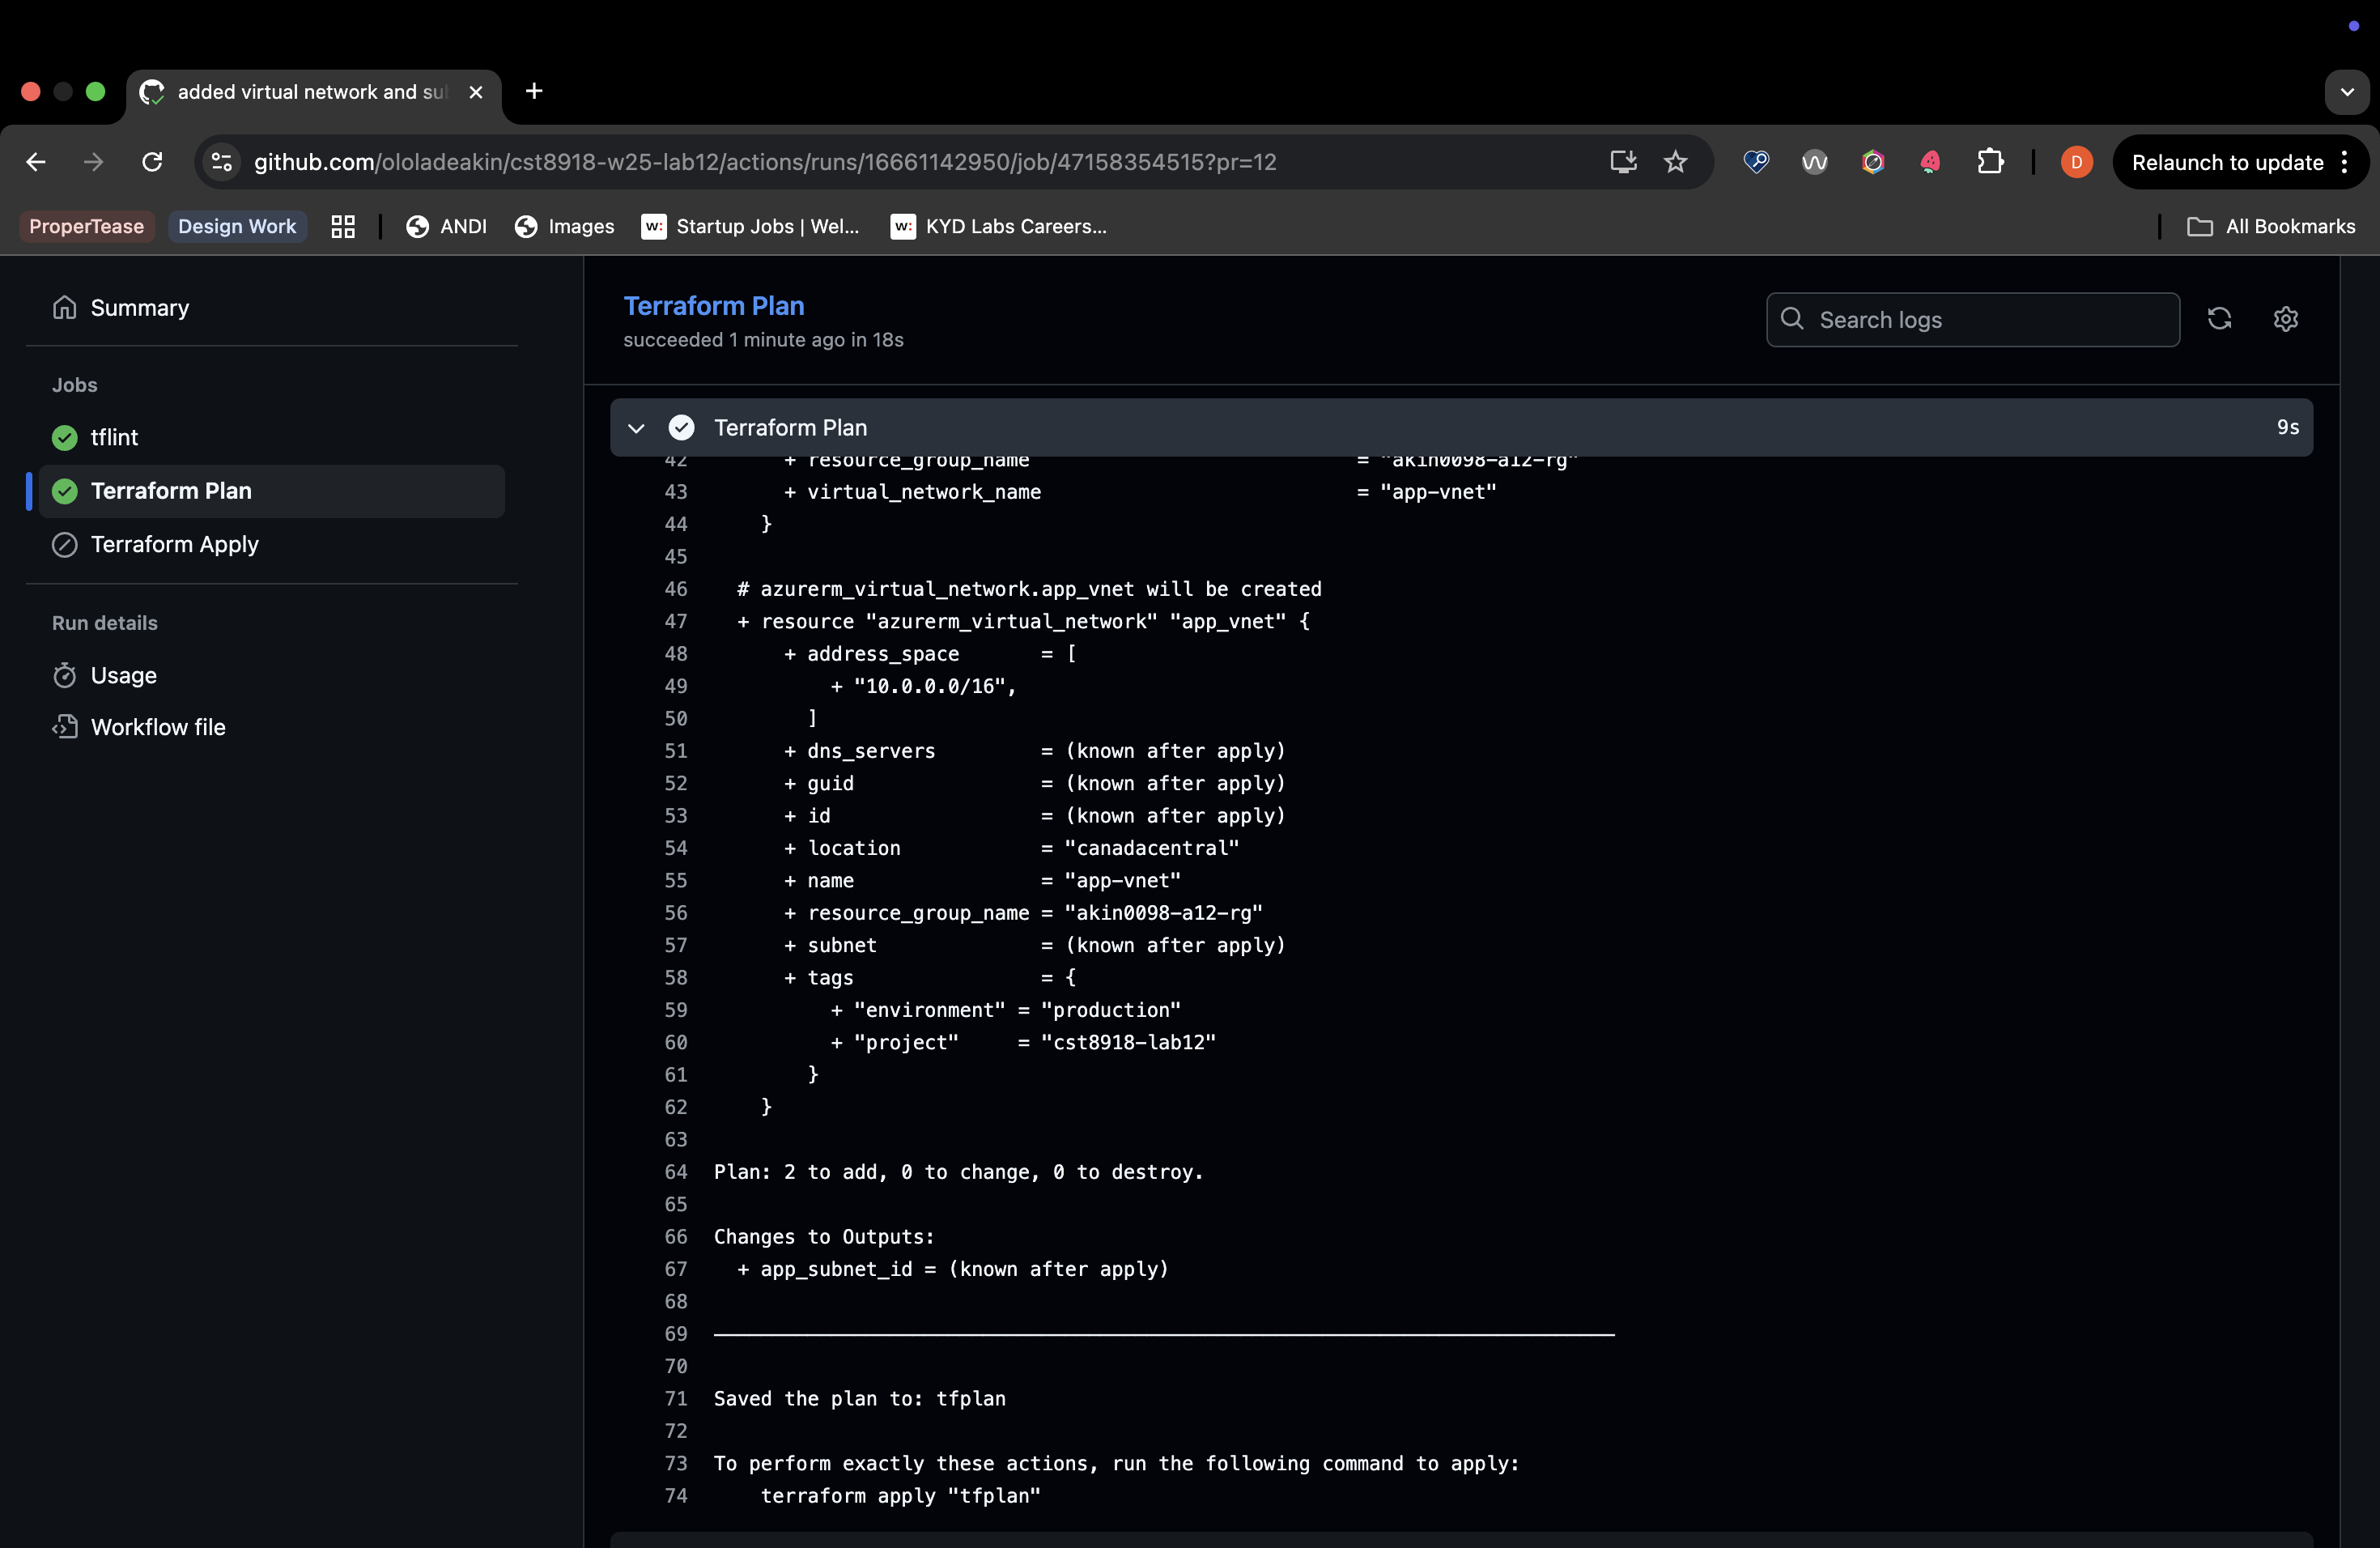 added virtual network and su
github.com/ololadeakin/cst8918-w25-lab12/actions/runs/16661142950/job/47158354515?pr=12
D
Relaunch to update
ProperTease
Design Work
ANDI
Images
w: Startup Jobs | Wel...
w: KYD Labs Careers...
All Bookmarks
Summary
Jobs
tflint
Terraform Plan
Terraform Apply
Run details
Usage
Workflow file
Terraform Plan
succeeded 1 minute ago in 18s
Search logs
Terraform Plan
9s
42 + resource_group_name = "akin0098-a12-rg"
43 + virtual_network_name = "app-vnet"
44 }
45
46 # azurerm_virtual_network.app_vnet will be created
47 + resource "azurerm_virtual_network" "app_vnet" {
48 + address_space = [
49 + "10.0.0.0/16",
50 ]
51 + dns_servers = (known after apply)
52 + guid = (known after apply)
53 + id = (known after apply)
54 + location = "canadacentral"
55 + name = "app-vnet"
56 + resource_group_name = "akin0098-a12-rg"
57 + subnet = (known after apply)
58 + tags = {
59 + "environment" = "production"
60 + "project" = "cst8918-lab12"
61 }
62 }
63
64 Plan: 2 to add, 0 to change, 0 to destroy.
65
66 Changes to Outputs:
67 + app_subnet_id = (known after apply)
68
69 ─────────────────────────────────────────────────────────────────────────────
70
71 Saved the plan to: tfplan
72
73 To perform exactly these actions, run the following command to apply:
74 terraform apply "tfplan"